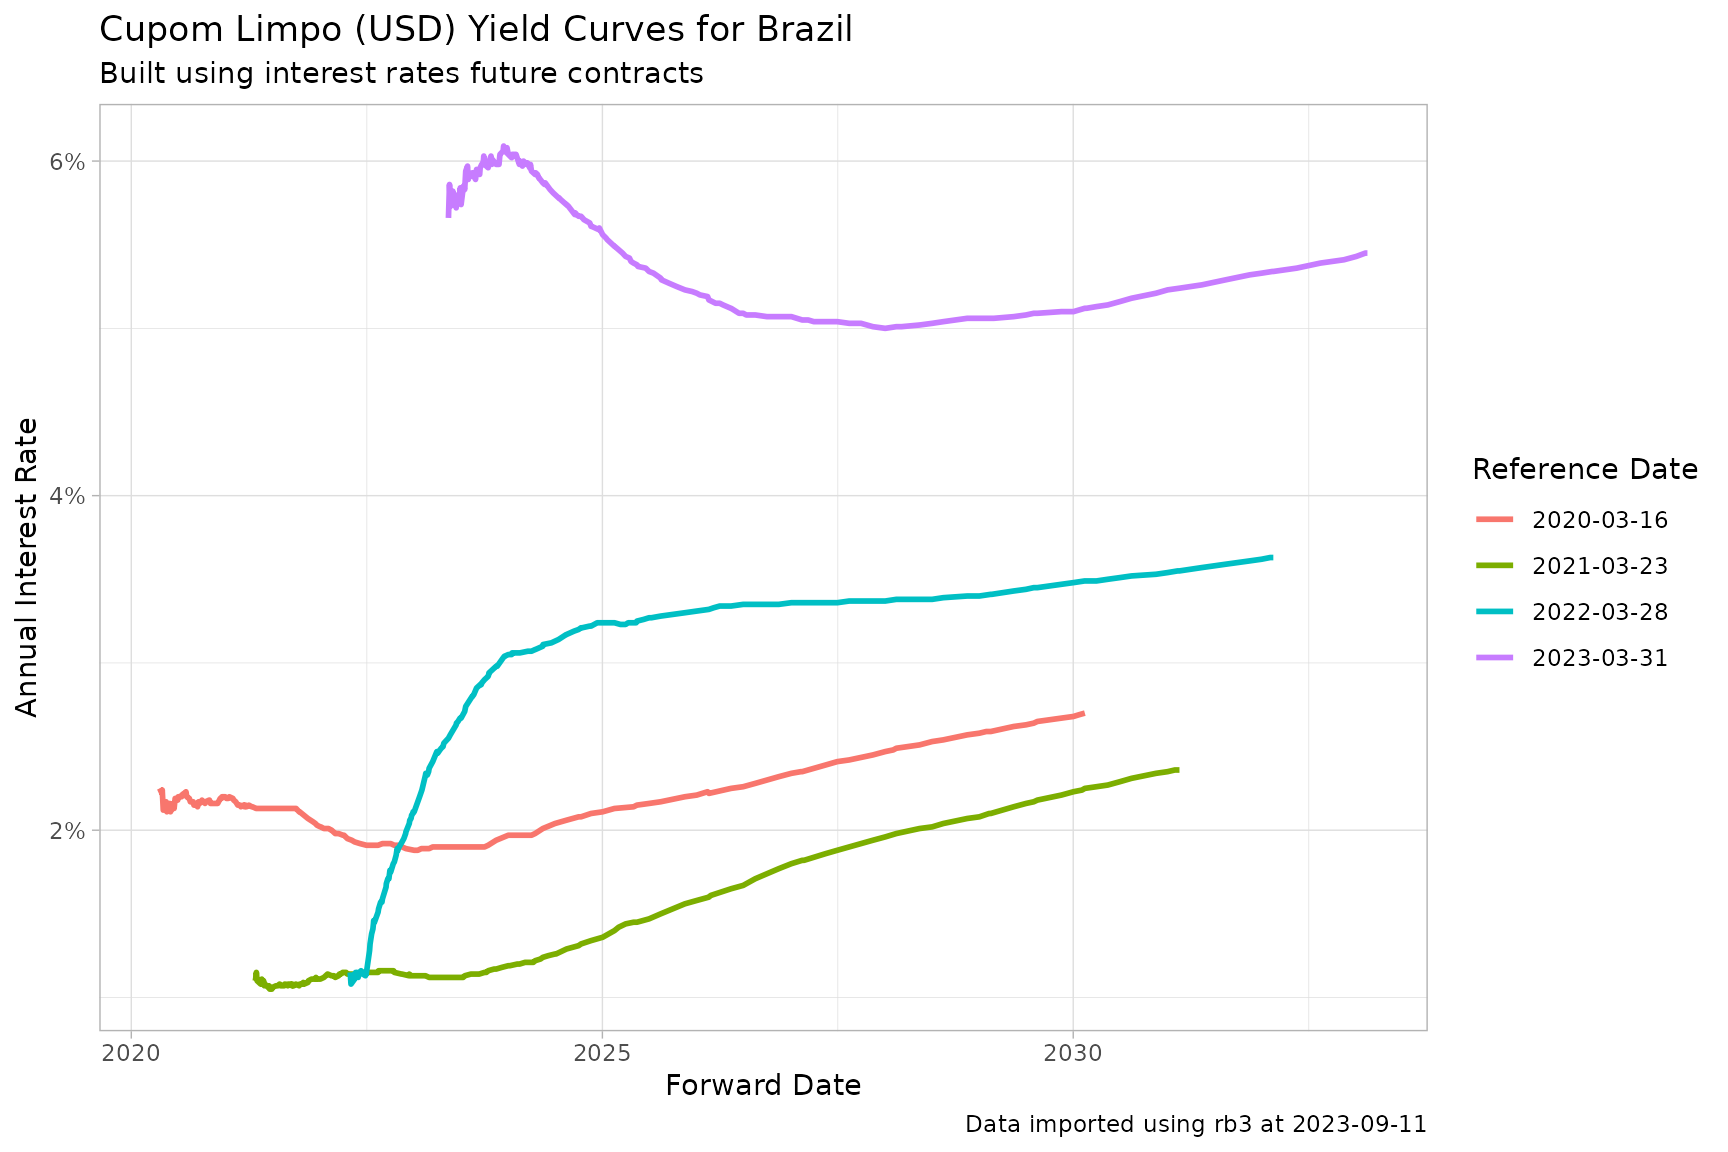 Cupom Limpo (USD) Yield Curves for Brazil
Built using interest rates future contracts
Annual Interest Rate
6%
4%
2%
2020
2025
2030
Forward Date
Reference Date
2020-03-16
2021-03-23
2022-03-28
2023-03-31
Data imported using rb3 at 2023-09-11